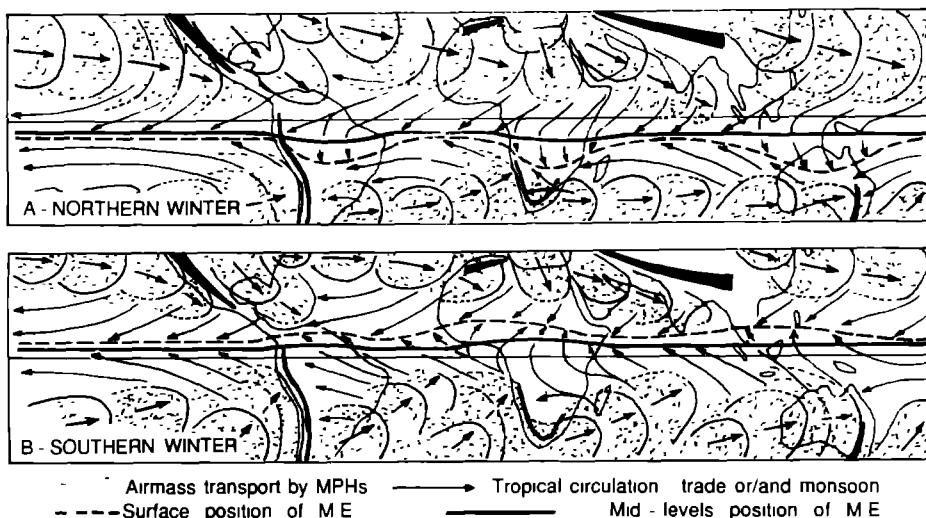 A - NORTHERN WINTER
B - SOUTHERN WINTER
Airmass transport by MPHs Tropical circulation trade or/and monsoon
Surface position of M E Mid - levels position of M E